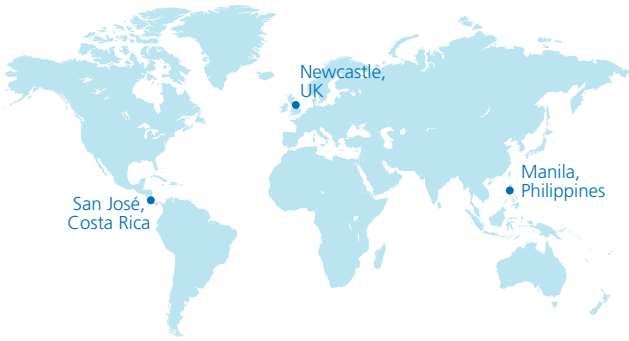 Newcastle,
UK
Manila,
Philippines
San José,
Costa Rica